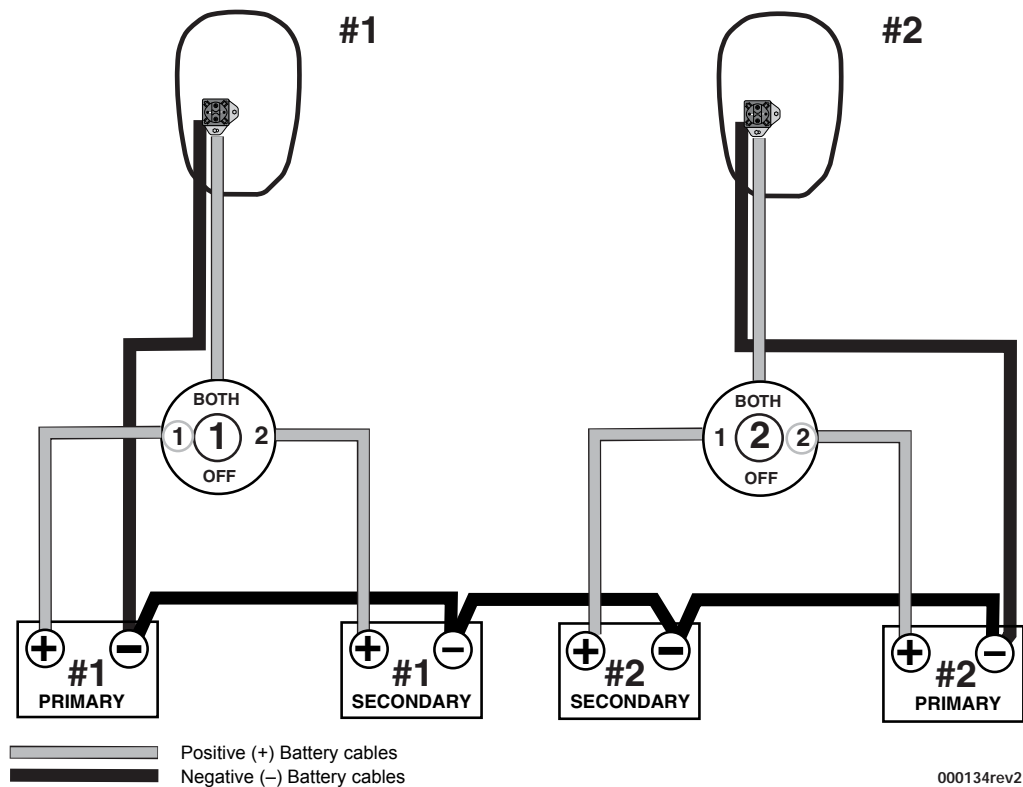 #1
#2
BOTH
1 1 2
OFF
BOTH
1 2 2
OFF
+ −
#1
PRIMARY
+ −
#1
SECONDARY
+ −
#2
SECONDARY
+ −
#2
PRIMARY
Positive (+) Battery cables
Negative (–) Battery cables
000134rev2